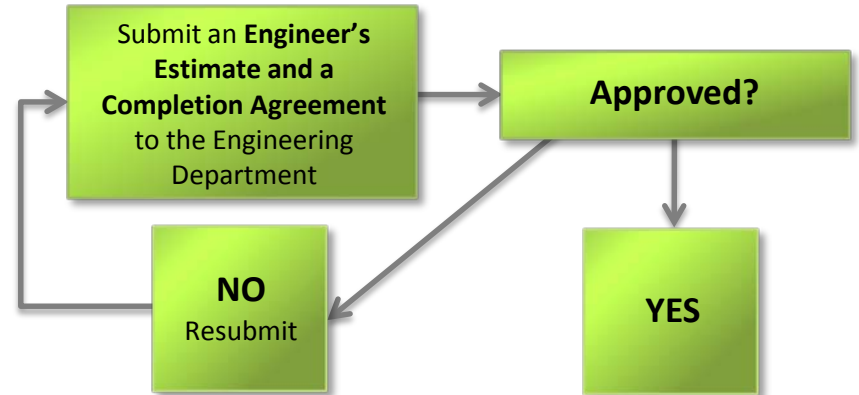 Submit an Engineer’s
Estimate and a
Completion Agreement
to the Engineering
Department
Approved?
NO
Resubmit
YES